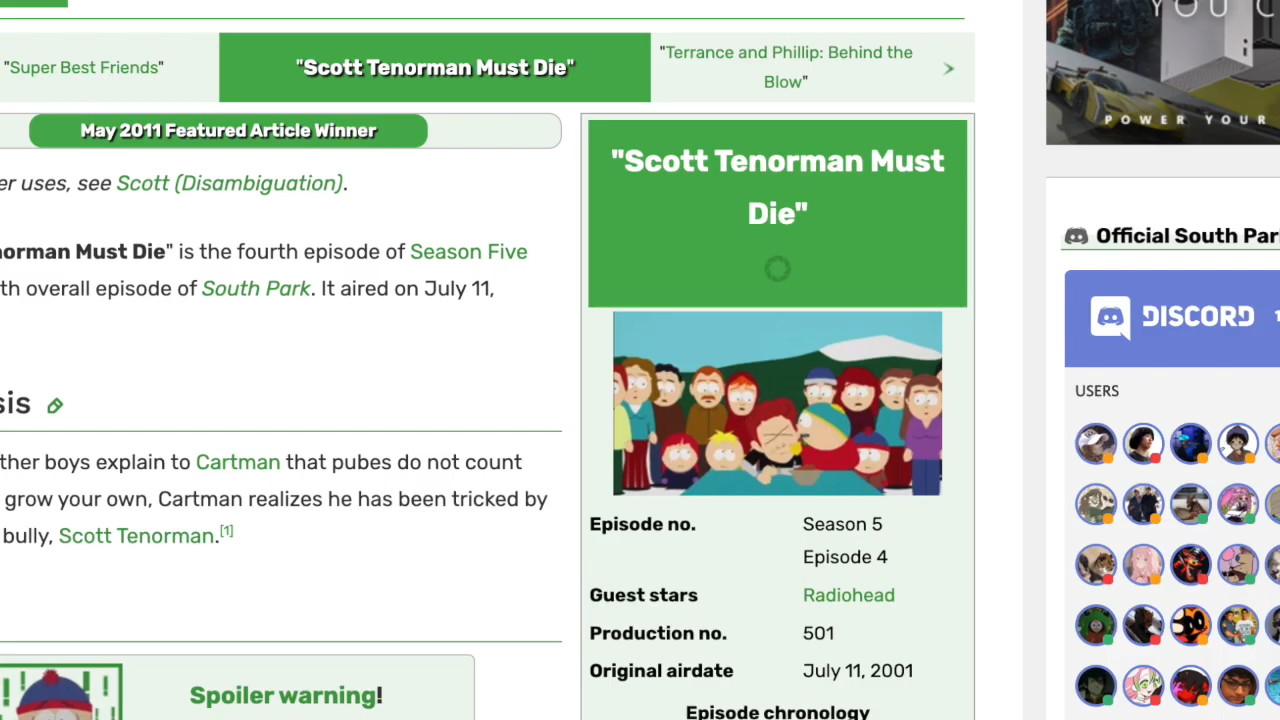 YOU C
"Super Best Friends"
"Scott Tenorman Must Die"
"Terrance and Phillip: Behind the
Blow"
POWER YOUR
May 2011 Featured Article Winner
er uses, see Scott (Disambiguation).
"Scott Tenorman Must
Die"
norman Must Die" is the fourth episode of Season Five
th overall episode of South Park. It aired on July 11,
sis
ther boys explain to Cartman that pubes do not count
grow your own, Cartman realizes he has been tricked by
bully, Scott Tenorman.[1]
Spoiler warning!
Episode no. Season 5
Episode 4
Guest stars Radiohead
Production no. 501
Original airdate July 11, 2001
Episode chronology
Official South Par
DISCORD
USERS